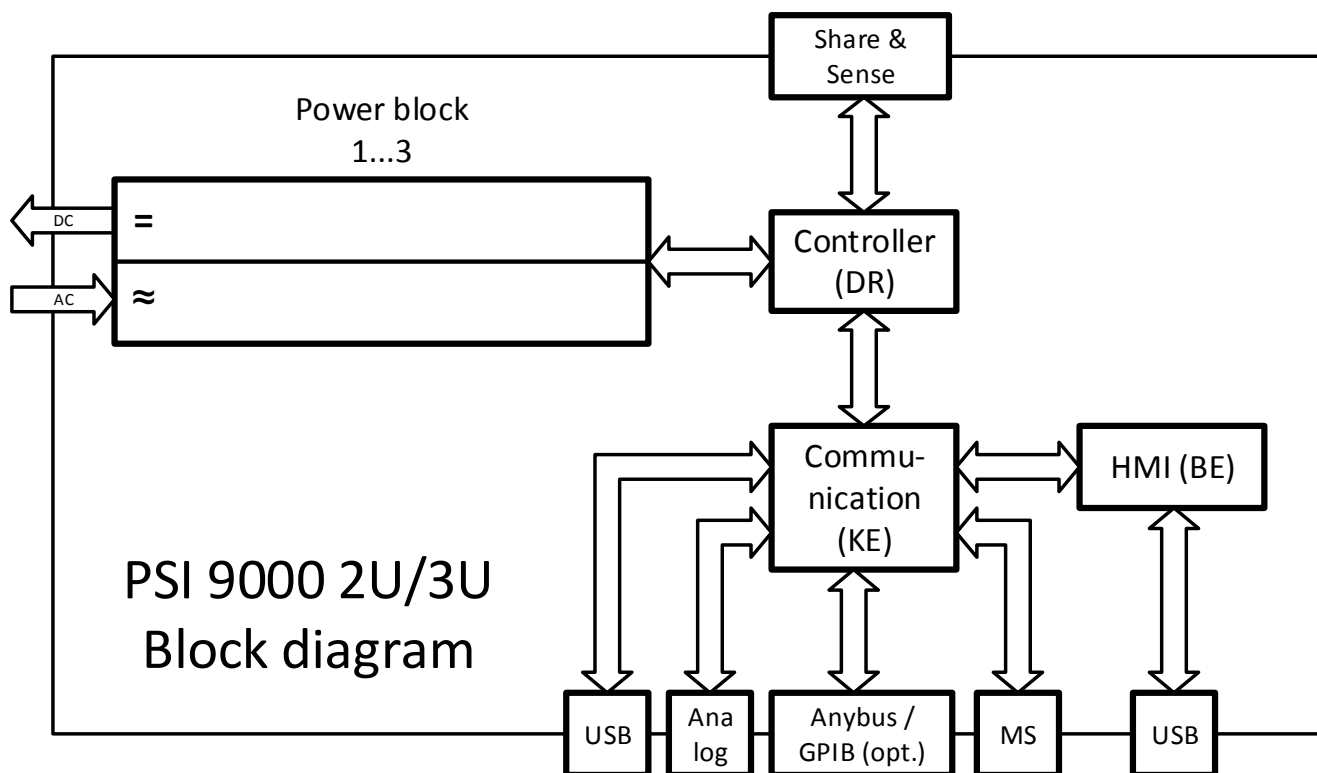 Share &
Sense
Power block
1...3
DC
=
Controller
(DR)
AC
≈
Commu-
nication
(KE)
HMI (BE)
PSI 9000 2U/3U
Block diagram
USB
Ana
log
Anybus /
GPIB (opt.)
MS
USB